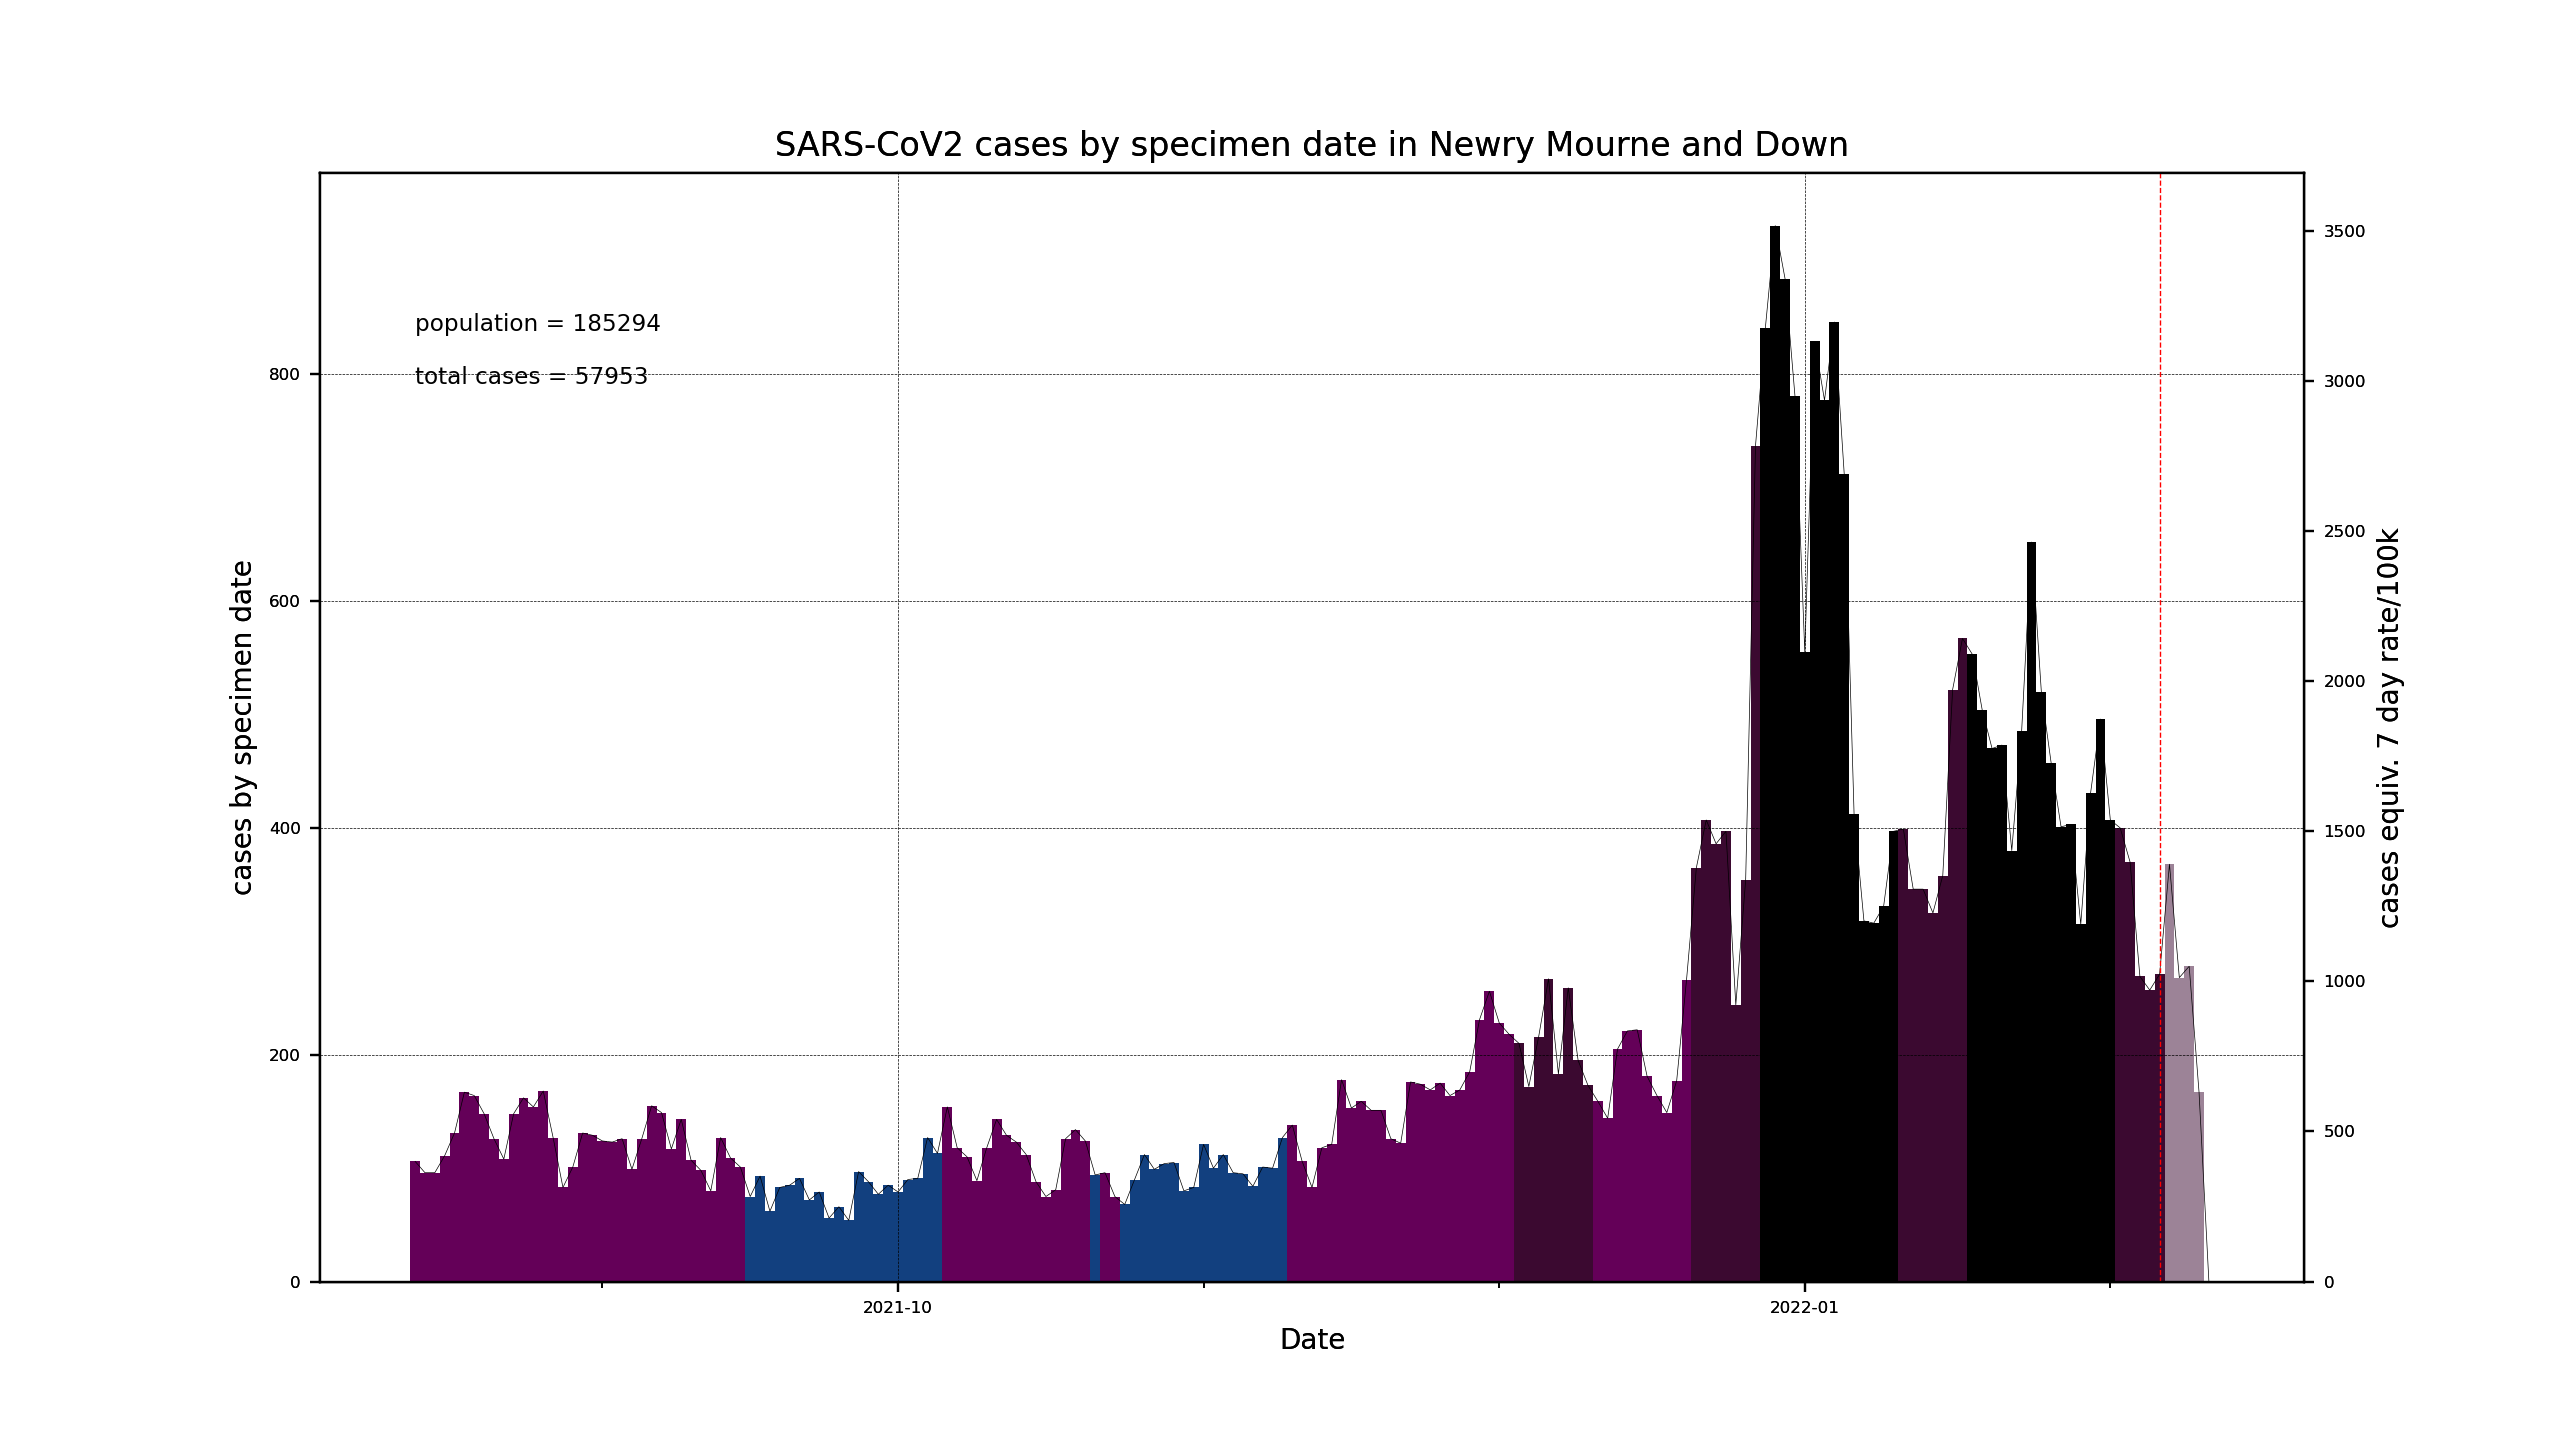 SARS-CoV2 cases by specimen date in Newry Mourne and Down
population = 185294
total cases = 57953
cases by specimen date
800
600
400
200
0
3500
3000
2500
2000
1500
1000
500
0
cases equiv. 7 day rate/100k
2021-10
2022-01
Date